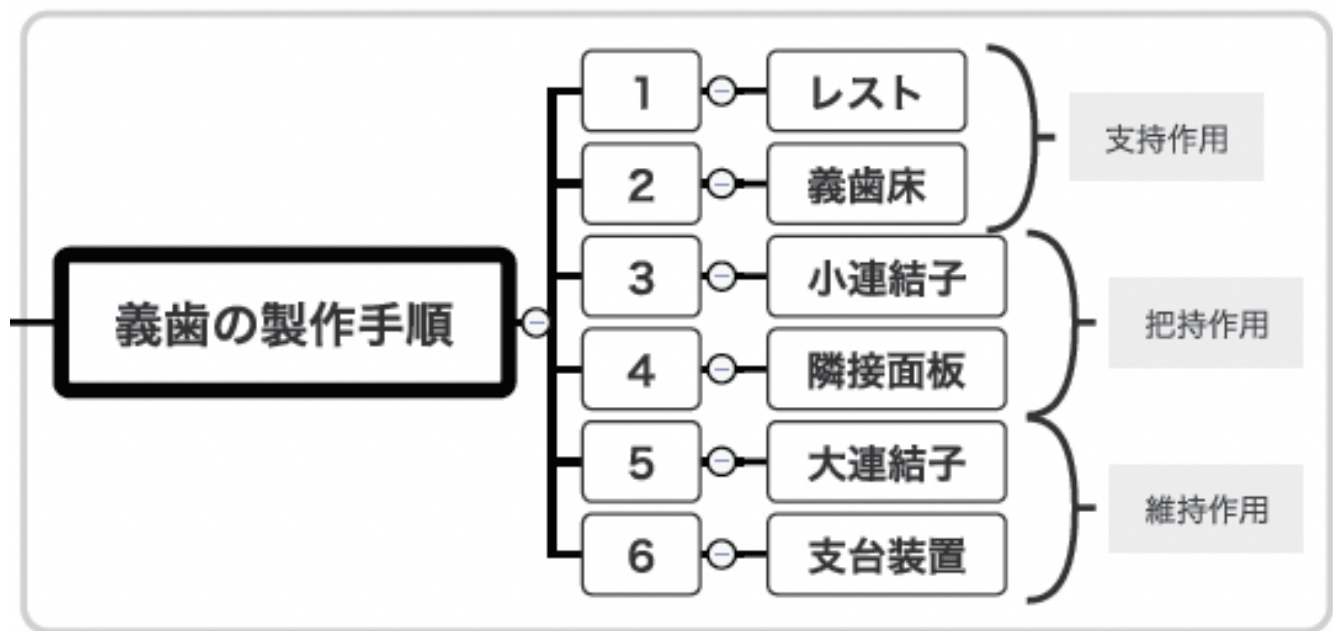 義歯の製作手順
1
レスト
2
義歯床
支持作用
3
小連結子
4
隣接面板
把持作用
5
大連結子
6
支台装置
維持作用